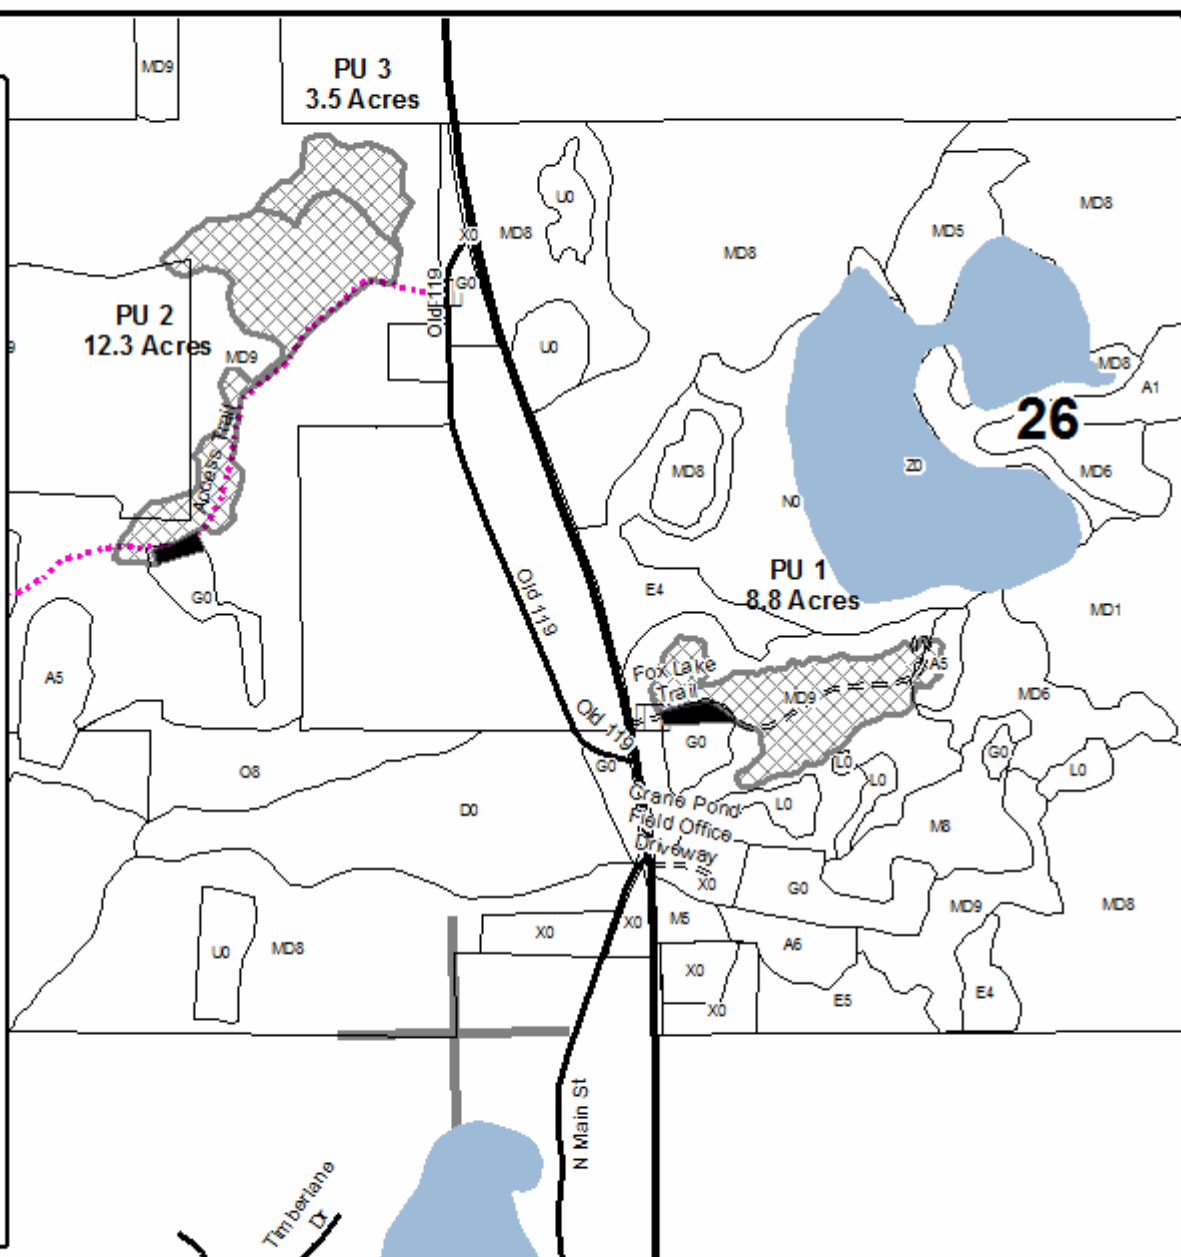 MD9
PU 3
3.5 Acres
U0
MD8
X0
MD8
MD8
MD5
Old 119
G0
PU 2
12.3 Acres
9
MD9
U0
MD8
A1
26
Access Trail
MD8
Z0
MD6
N0
PU 1
8.8 Acres
E4
G0
Old 119
MD1
A5
Fox Lake
Trail
MD9
A5
MD6
Old 119
G0
G0
G0
L0
L0
L0
L0
O8
D0
Crane Pond
Field Office
Driveway
M8
X0
G0
MD9
MD8
U0
MD8
X0
X0
M5
A6
X0
X0
E5
E4
N Main St
Timberlane
Dr